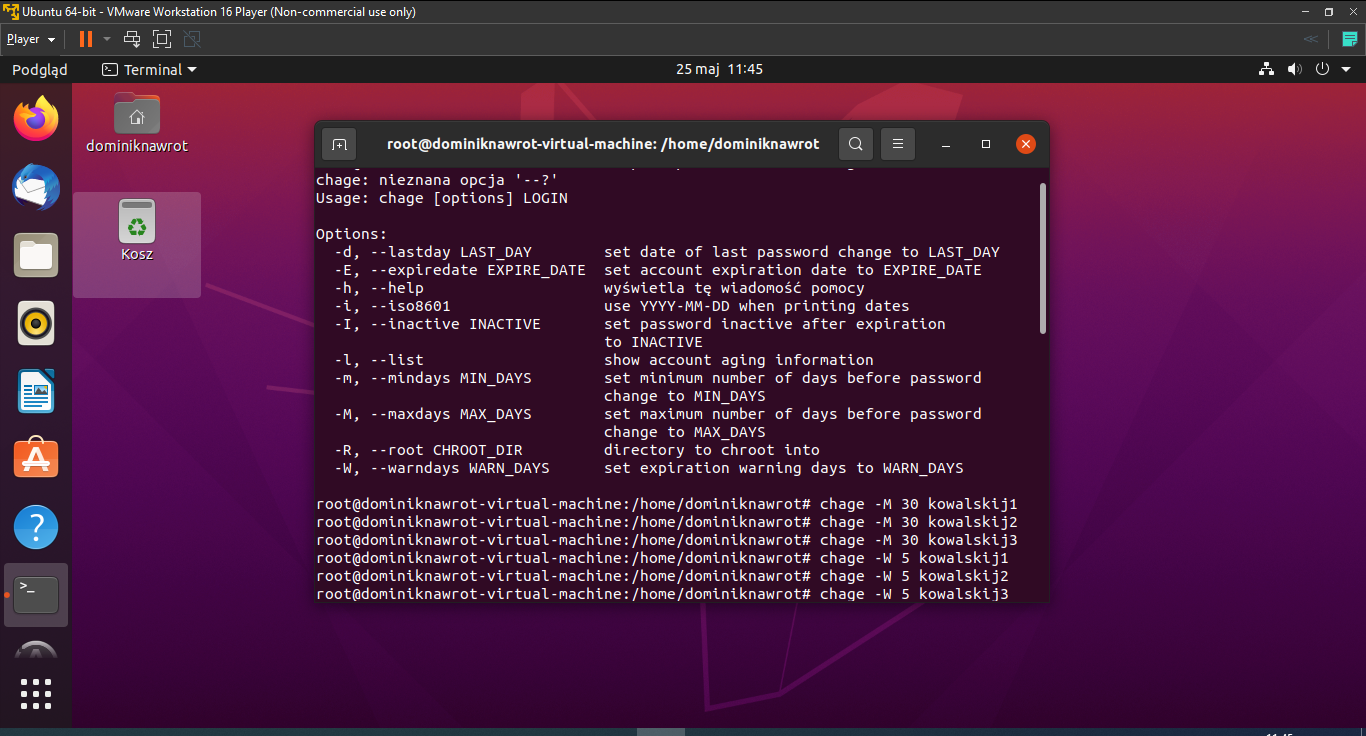 Ubuntu 64-bit - VMware Workstation 16 Player (Non-commercial use only)
Player
Podgląd
Terminal
25 maj 11:45
dominiknawrot
Kosz
root@dominiknawrot-virtual-machine: /home/dominiknawrot
chage: nieznana opcja '--?'
Usage: chage [options] LOGIN
Options:
-d, --lastday LAST_DAY set date of last password change to LAST_DAY
-E, --expiredate EXPIRE_DATE set account expiration date to EXPIRE_DATE
-h, --help wyświetla tę wiadomość pomocy
-i, --iso8601 use YYYY-MM-DD when printing dates
-I, --inactive INACTIVE set password inactive after expiration
to INACTIVE
-l, --list show account aging information
-m, --mindays MIN_DAYS set minimum number of days before password
change to MIN_DAYS
-M, --maxdays MAX_DAYS set maximum number of days before password
change to MAX_DAYS
-R, --root CHROOT_DIR directory to chroot into
-W, --warndays WARN_DAYS set expiration warning days to WARN_DAYS
root@dominiknawrot-virtual-machine:/home/dominiknawrot# chage -M 30 kowalskij1
root@dominiknawrot-virtual-machine:/home/dominiknawrot# chage -M 30 kowalskij2
root@dominiknawrot-virtual-machine:/home/dominiknawrot# chage -M 30 kowalskij3
root@dominiknawrot-virtual-machine:/home/dominiknawrot# chage -W 5 kowalskij1
root@dominiknawrot-virtual-machine:/home/dominiknawrot# chage -W 5 kowalskij2
root@dominiknawrot-virtual-machine:/home/dominiknawrot# chage -W 5 kowalskij3